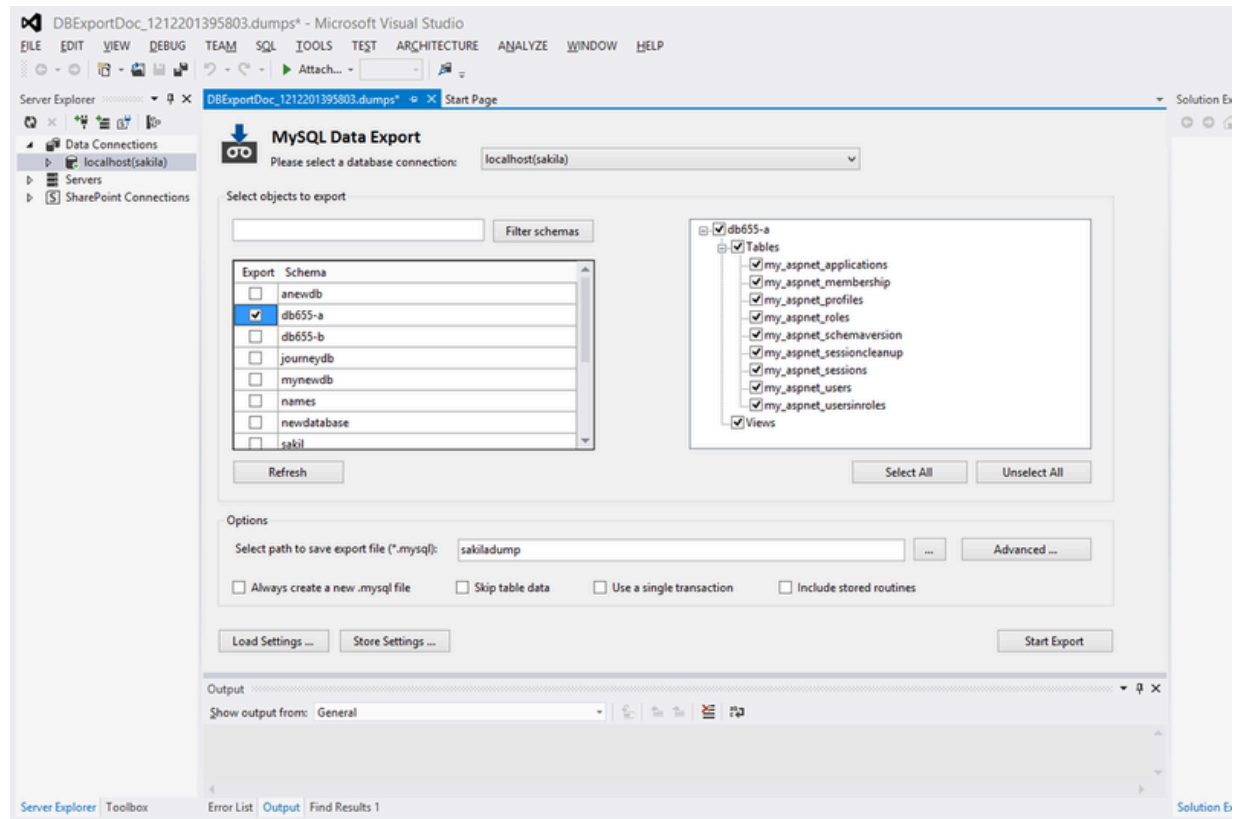 DBExportDoc_1212201395803.dumps* - Microsoft Visual Studio
FILE EDIT VIEW DEBUG TEAM SQL TOOLS TEST ARCHITECTURE ANALYZE WINDOW HELP
Attach...
Server Explorer
DBExportDoc_1212201395803.dumps* Start Page
Solution Ex
Data Connections
localhost(sakila)
Servers
SharePoint Connections
MySQL Data Export
Please select a database connection: localhost(sakila)
Select objects to export
Filter schemas
Export Schema
anewdb
db655-a
db655-b
journeydb
mynewdb
names
newdatabase
sakil
Refresh
db655-a
Tables
my_aspnet_applications
my_aspnet_membership
my_aspnet_profiles
my_aspnet_roles
my_aspnet_schemaversion
my_aspnet_sessioncleanup
my_aspnet_sessions
my_aspnet_users
my_aspnet_usersinroles
Views
Select All Unselect All
Options
Select path to save export file (*.mysql): sakiladump ... Advanced ...
Always create a new .mysql file Skip table data Use a single transaction Include stored routines
Load Settings ... Store Settings ... Start Export
Output
Show output from: General
Server Explorer Toolbox Error List Output Find Results 1 Solution Ex